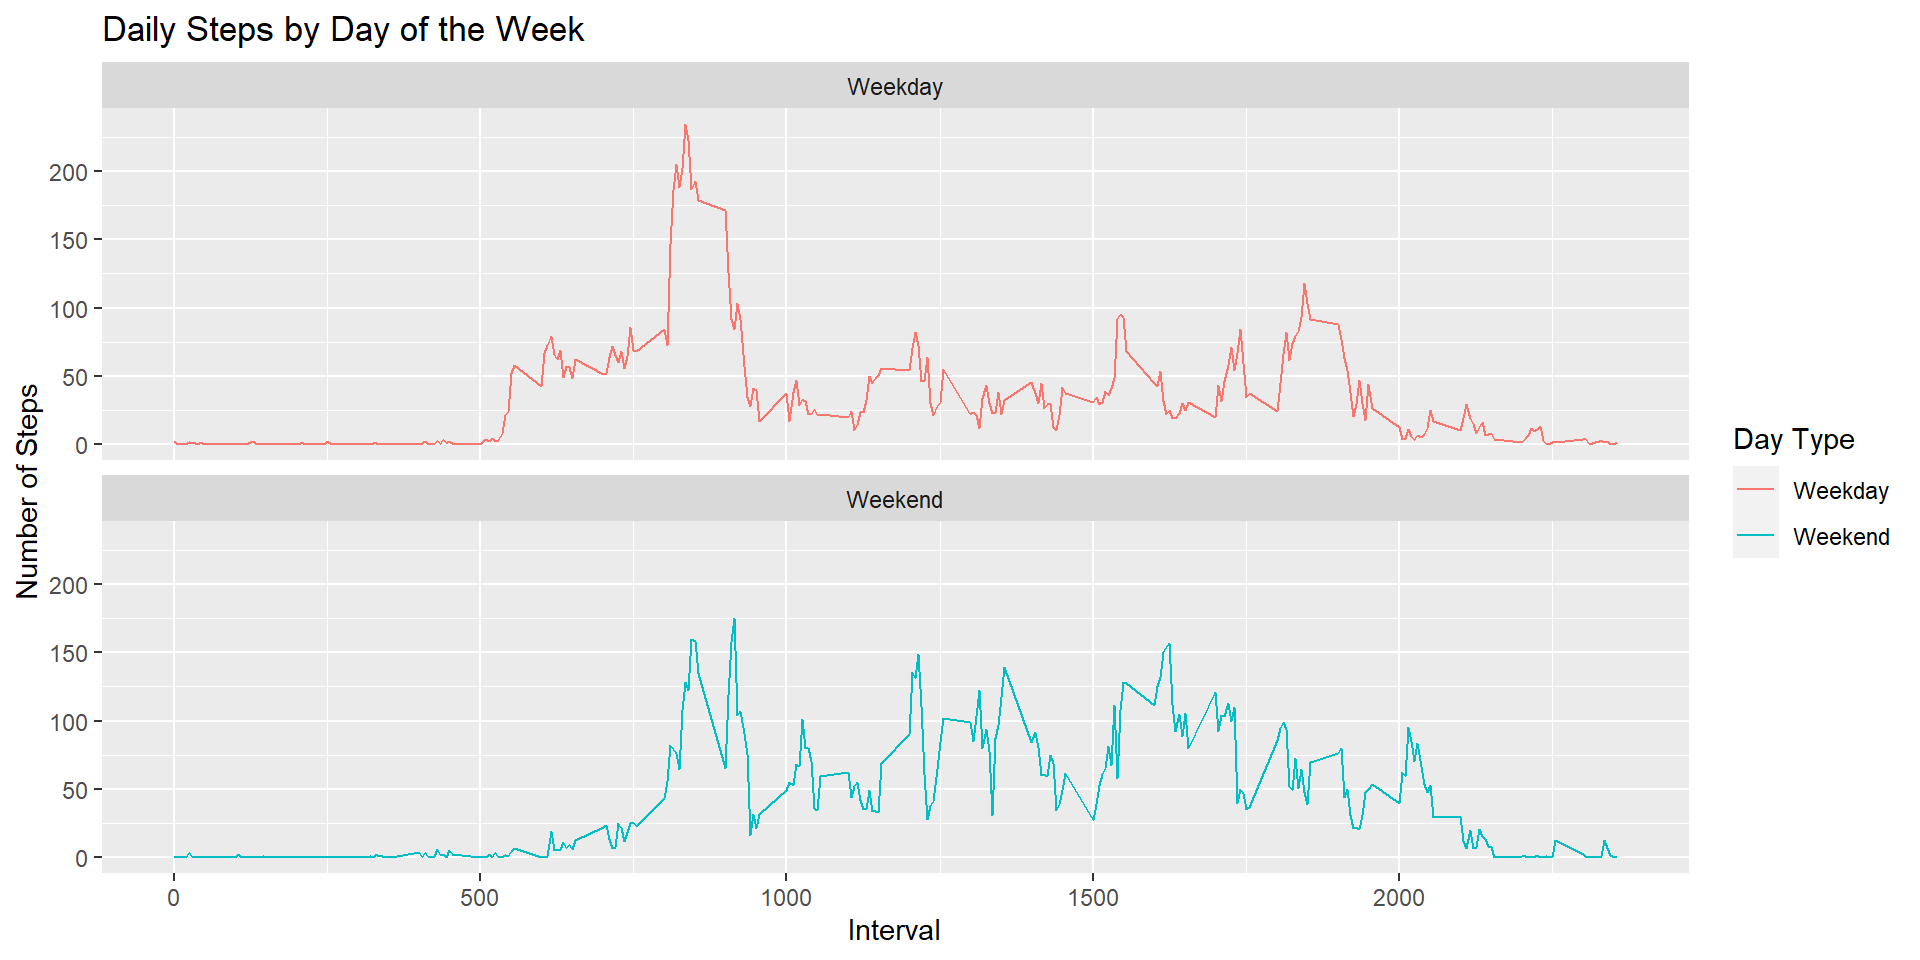 Daily Steps by Day of the Week
Weekday
200
150
100
50
0
Number of Steps
Weekend
200
150
100
50
0
0 500 1000 1500 2000
Interval
Day Type
Weekday
Weekend